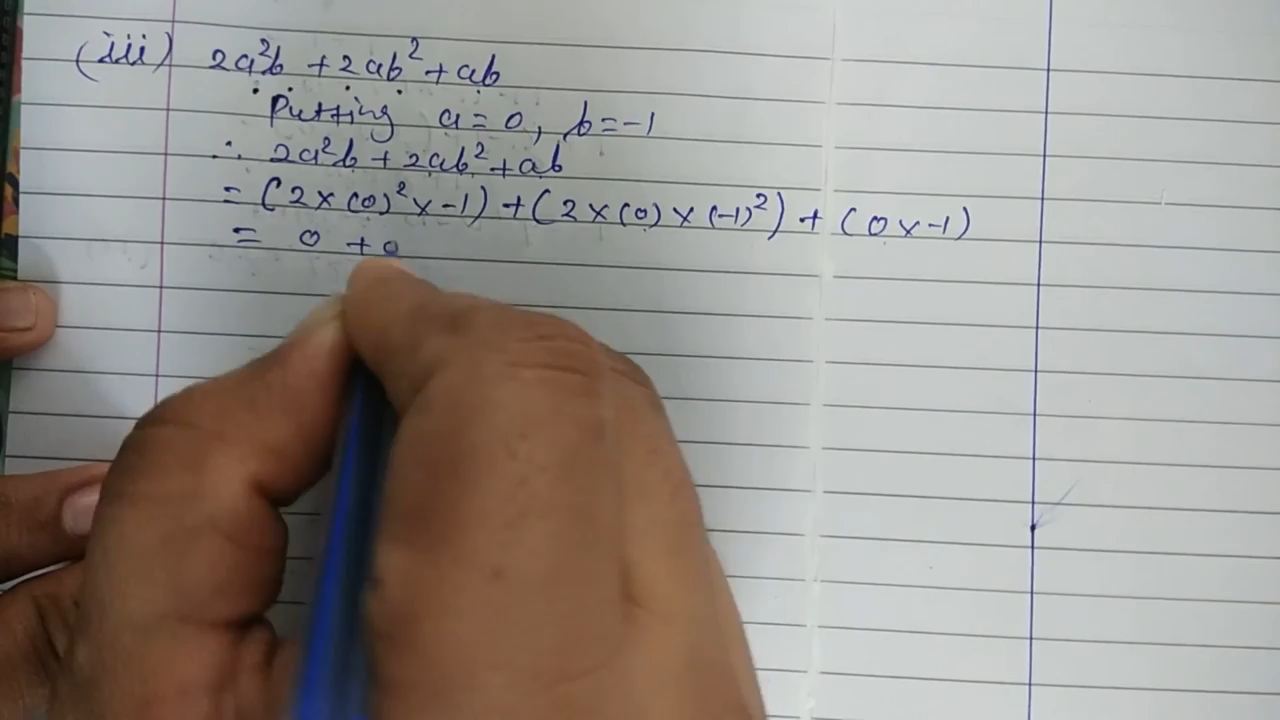 (iii) 2a²b + 2ab² + ab
Putting a = 0, b = -1
∴ 2a²b + 2ab² + ab
= (2 × (0)² × -1) + (2 × (0) × (-1)²) + (0 × -1)
= 0 + 0